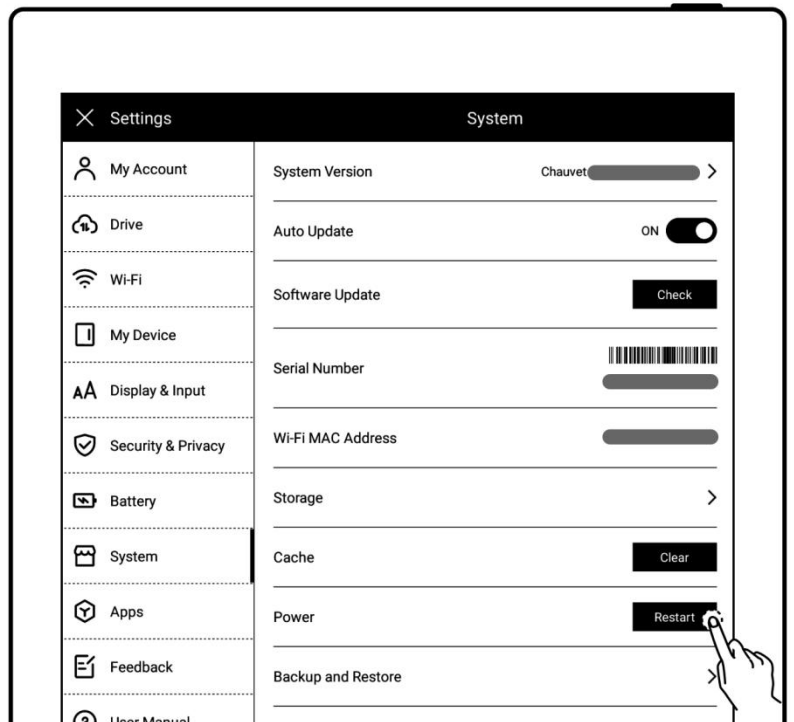 Settings
System
My Account
Drive
Wi-Fi
My Device
Display & Input
Security & Privacy
Battery
System
Apps
Feedback
User Manual
System Version Chauvet
Auto Update ON
Software Update Check
Serial Number
Wi-Fi MAC Address
Storage
Cache Clear
Power Restart
Backup and Restore